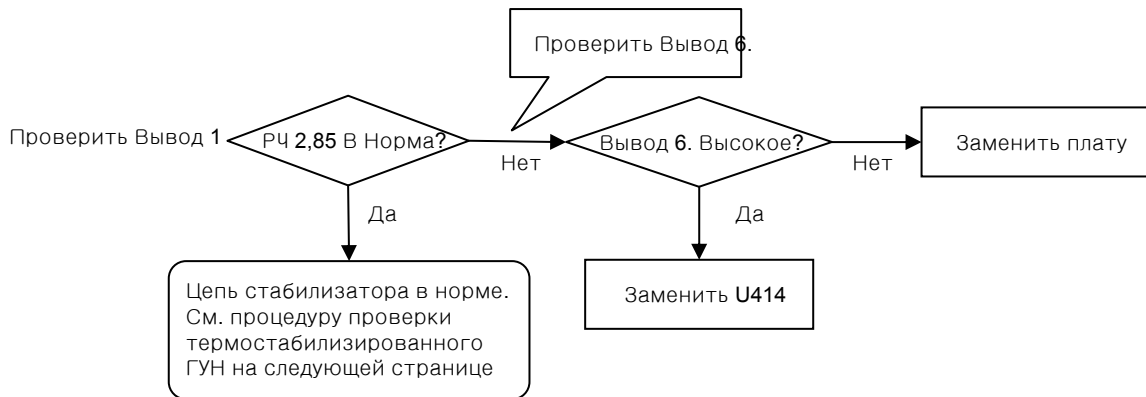 Проверить Вывод 6.
Проверить Вывод 1
РЧ 2,85 В Норма?
Нет
Вывод 6. Высокое?
Нет
Заменить плату
Да
Да
Цепь стабилизатора в норме.
См. процедуру проверки
термостабилизированного
ГУН на следующей странице
Заменить U414